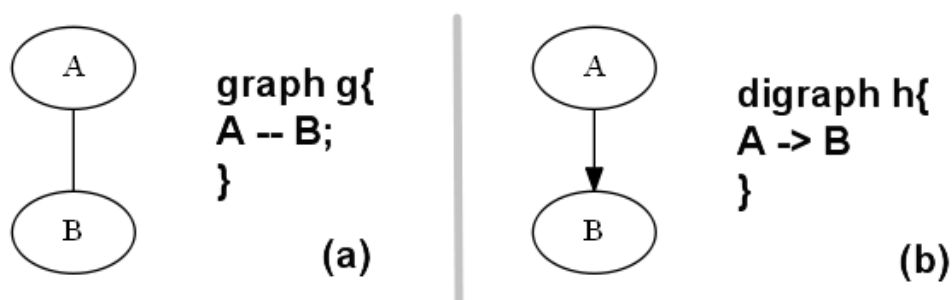 A
B
graph g{
A -- B;
}
(a)
A
B
digraph h{
A -> B
}
(b)